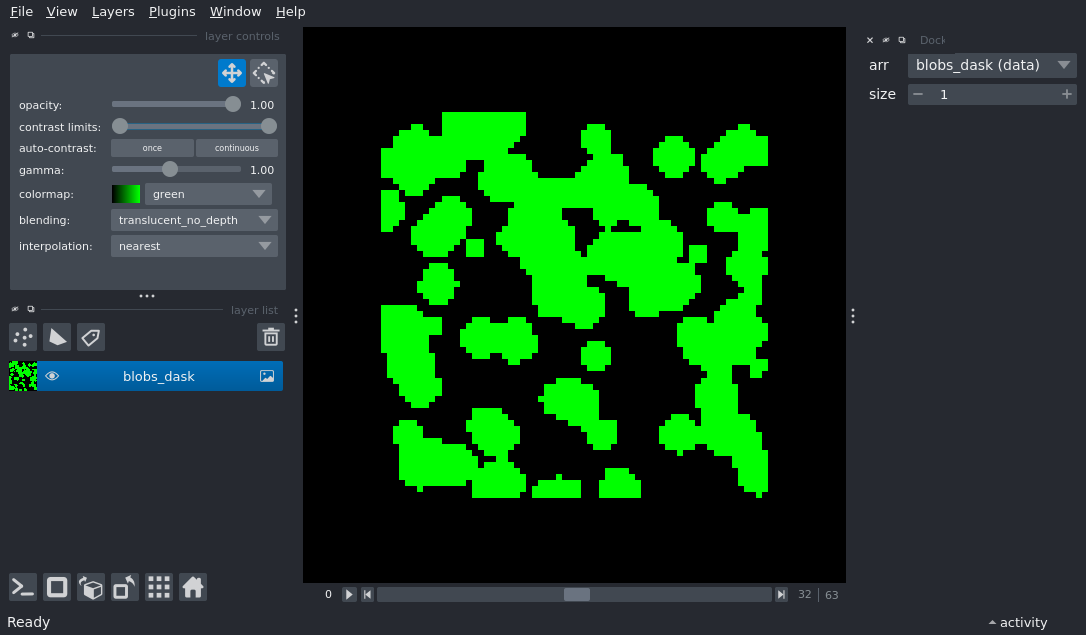 File View Layers Plugins Window Help
layer controls
opacity: 1.00
contrast limits:
auto-contrast: once continuous
gamma: 1.00
colormap: green
blending: translucent_no_depth
interpolation: nearest
layer list
blobs_dask
0 32 63
Ready
Dock
arr blobs_dask (data)
size 1
activity